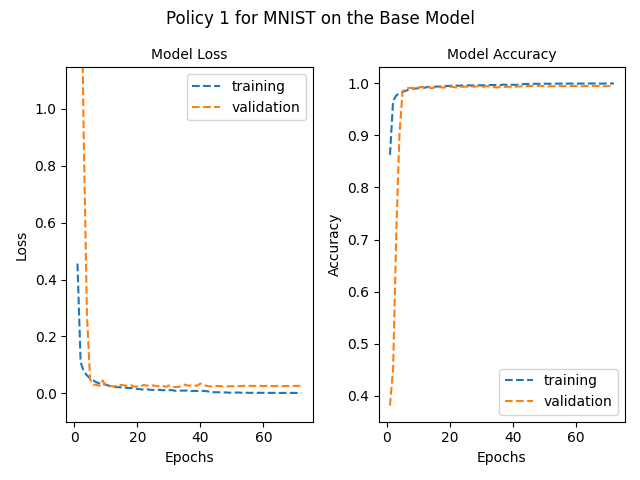 Policy 1 for MNIST on the Base Model
Model Loss
training
validation
1.0
0.8
0.6
0.4
0.2
0.0
Loss
0
20
40
60
Epochs
Model Accuracy
1.0
0.9
0.8
0.7
0.6
0.5
0.4
Accuracy
training
validation
0
20
40
60
Epochs